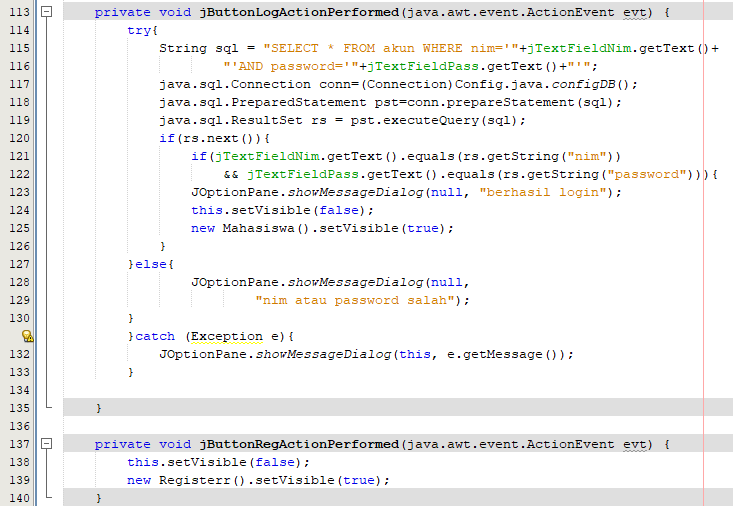 113 private void jButtonLogActionPerformed(java.awt.event.ActionEvent evt) {
114 try{
115 String sql = "SELECT * FROM akun WHERE nim='"+jTextFieldNim.getText()+
116 "'AND password='"+jTextFieldPass.getText()+"'";
117 java.sql.Connection conn=(Connection)Config.java.configDB();
118 java.sql.PreparedStatement pst=conn.prepareStatement(sql);
119 java.sql.ResultSet rs = pst.executeQuery(sql);
120 if(rs.next()){
121 if(jTextFieldNim.getText().equals(rs.getString("nim"))
122 && jTextFieldPass.getText().equals(rs.getString("password"))){
123 JOptionPane.showMessageDialog(null, "berhasil login");
124 this.setVisible(false);
125 new Mahasiswa().setVisible(true);
126 }
127 }else{
128 JOptionPane.showMessageDialog(null,
129 "nim atau password salah");
130 }
}catch (Exception e){
132 JOptionPane.showMessageDialog(this, e.getMessage());
133 }
134
135 }
136
137 private void jButtonRegActionPerformed(java.awt.event.ActionEvent evt) {
138 this.setVisible(false);
139 new Registerr().setVisible(true);
140 }